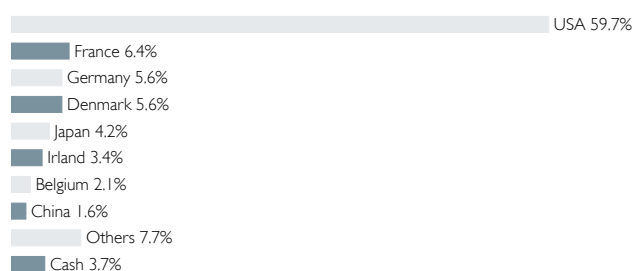 USA 59.7%
France 6.4%
Germany 5.6%
Denmark 5.6%
Japan 4.2%
Irland 3.4%
Belgium 2.1%
China 1.6%
Others 7.7%
Cash 3.7%